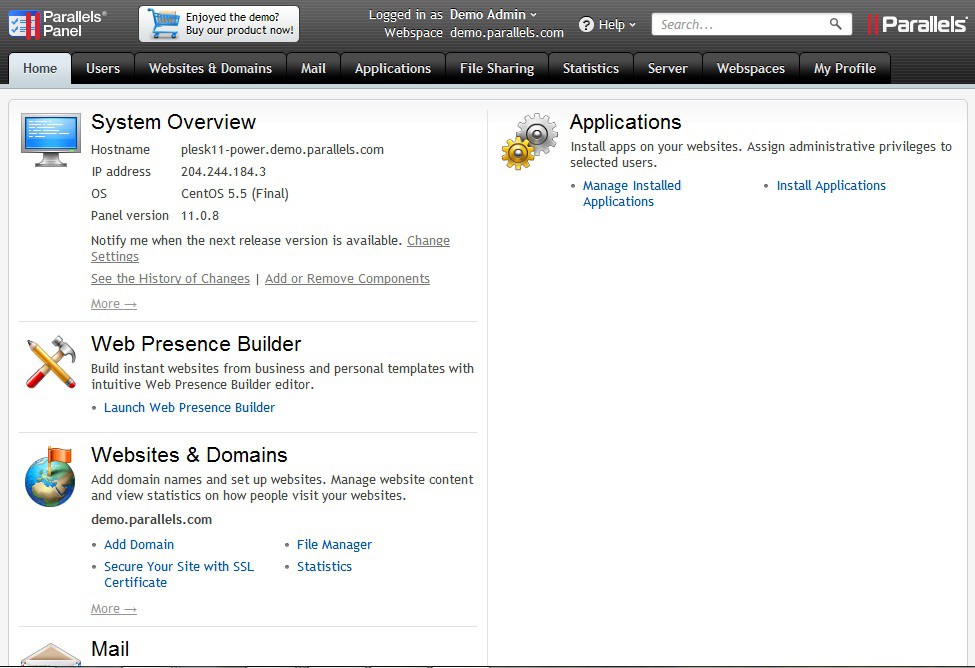 Parallels®
Panel
Enjoyed the demo?
Buy our product now!
Logged in as Demo Admin
Webspace demo.parallels.com
? Help
Search...
Parallels®
Home
Users
Websites & Domains
Mail
Applications
File Sharing
Statistics
Server
Webspaces
My Profile
System Overview
Hostname plesk11-power.demo.parallels.com
IP address 204.244.184.3
OS CentOS 5.5 (Final)
Panel version 11.0.8
Notify me when the next release version is available. Change
Settings
See the History of Changes | Add or Remove Components
More →
Web Presence Builder
Build instant websites from business and personal templates with
intuitive Web Presence Builder editor.
• Launch Web Presence Builder
Websites & Domains
Add domain names and set up websites. Manage website content
and view statistics on how people visit your websites.
demo.parallels.com
• Add Domain
• File Manager
• Secure Your Site with SSL
Certificate
• Statistics
More →
Mail
Applications
Install apps on your websites. Assign administrative privileges to
selected users.
• Manage Installed
Applications
• Install Applications